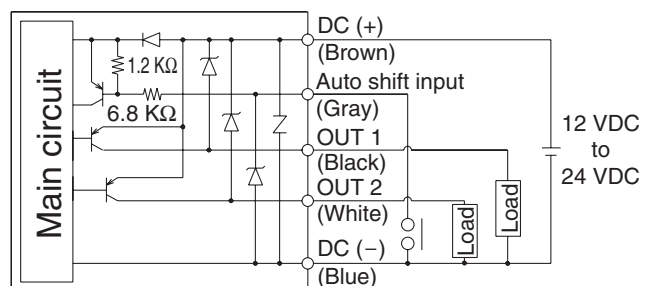 Main circuit
1.2 KΩ
6.8 KΩ
DC (+)
(Brown)
Auto shift input
(Gray)
OUT 1
(Black)
OUT 2
(White)
DC (−)
(Blue)
Load
Load
12 VDC
to
24 VDC